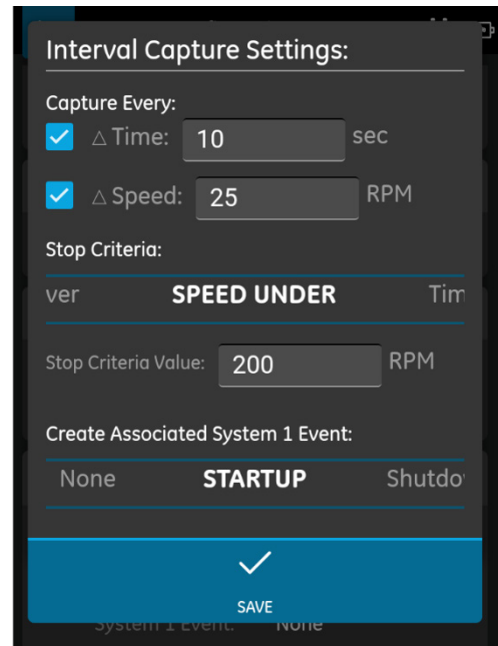 Interval Capture Settings:
Capture Every:
△ Time: 10 sec
△ Speed: 25 RPM
Stop Criteria:
ver SPEED UNDER Tim
Stop Criteria Value: 200 RPM
Create Associated System 1 Event:
None STARTUP Shutdo
SAVE
System 1 Event: None